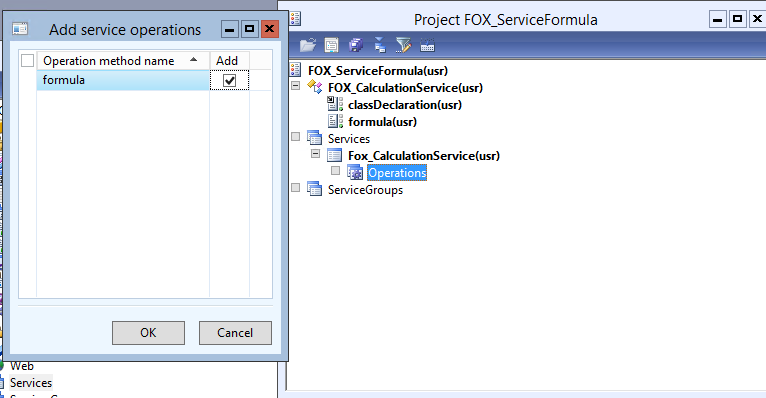 Add service operations
Operation method name Add
formula
OK Cancel
Web
Services
Project FOX_ServiceFormula
FOX_ServiceFormula(usr)
FOX_CalculationService(usr)
classDeclaration(usr)
formula(usr)
Services
Fox_CalculationService(usr)
Operations
ServiceGroups